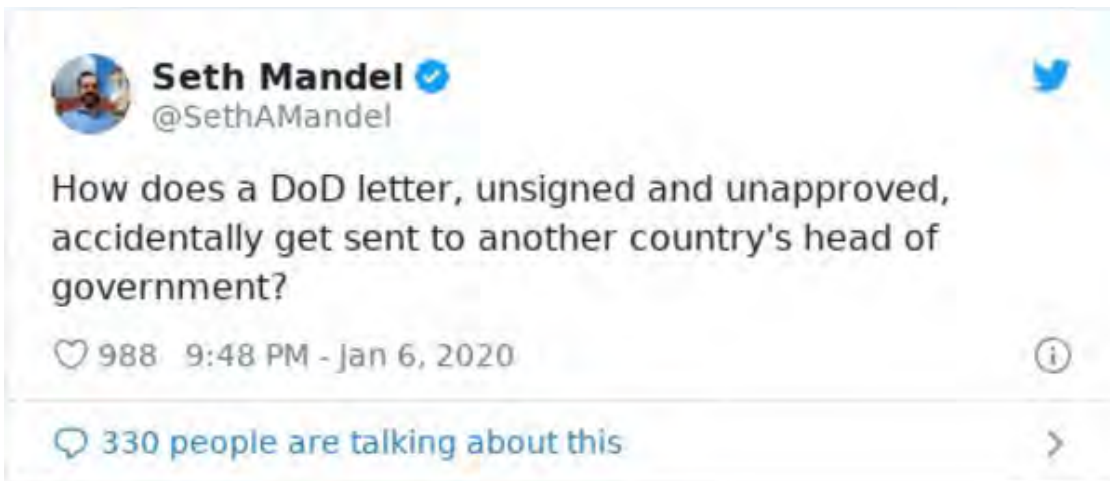 Seth Mandel
@SethAMandel
How does a DoD letter, unsigned and unapproved,
accidentally get sent to another country's head of
government?
988 9:48 PM - Jan 6, 2020
330 people are talking about this